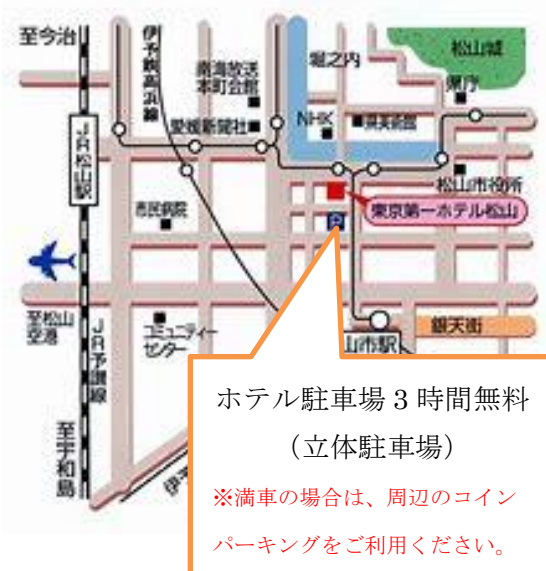 至今治
伊予鉄高浜線
南海放送
本町会館
堀之内
松山城
県庁
NHK
県美術館
愛媛新聞社
JR松山駅
松山市役所
東京第一ホテル松山
市民病院
P
至松山
空港
JR予讃線
コミュニティー
センター
銀天街
山市駅
至宇和島
伊
ホテル駐車場3時間無料
（立体駐車場）
※満車の場合は、周辺のコイン
パーキングをご利用ください。